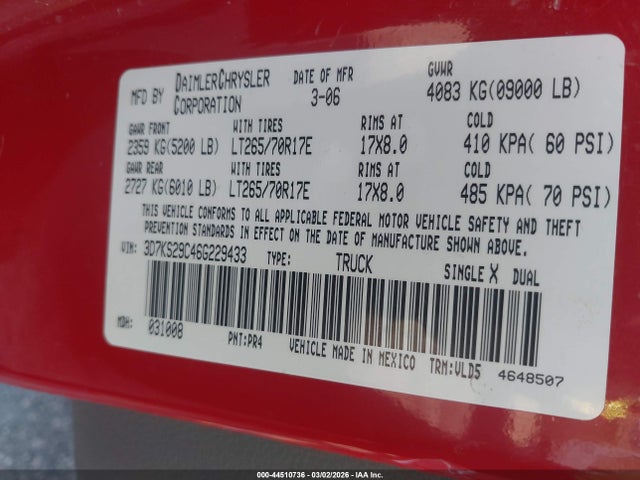 MFD BY DAIMLERCHRYSLER CORPORATION DATE OF MFR 3-06 GVWR 4083 KG(09000 LB)
GAWR FRONT WITH TIRES RIMS AT COLD
2359 KG(5200 LB) LT265/70R17E 17X8.0 410 KPA( 60 PSI)
GAWR REAR WITH TIRES RIMS AT COLD
2727 KG(6010 LB) LT265/70R17E 17X8.0 485 KPA( 70 PSI)
THIS VEHICLE CONFORMS TO ALL APPLICABLE FEDERAL MOTOR VEHICLE SAFETY AND THEFT
PREVENTION STANDARDS IN EFFECT ON THE DATE OF MANUFACTURE SHOWN ABOVE.
VIN: 3D7KS29C46G229433 TYPE: TRUCK SINGLE X DUAL
MDH: 031008 PNT:PR4 VEHICLE MADE IN MEXICO TRM:VLD5 4648507
000-44510736 - 03/02/2026 - IAA Inc.